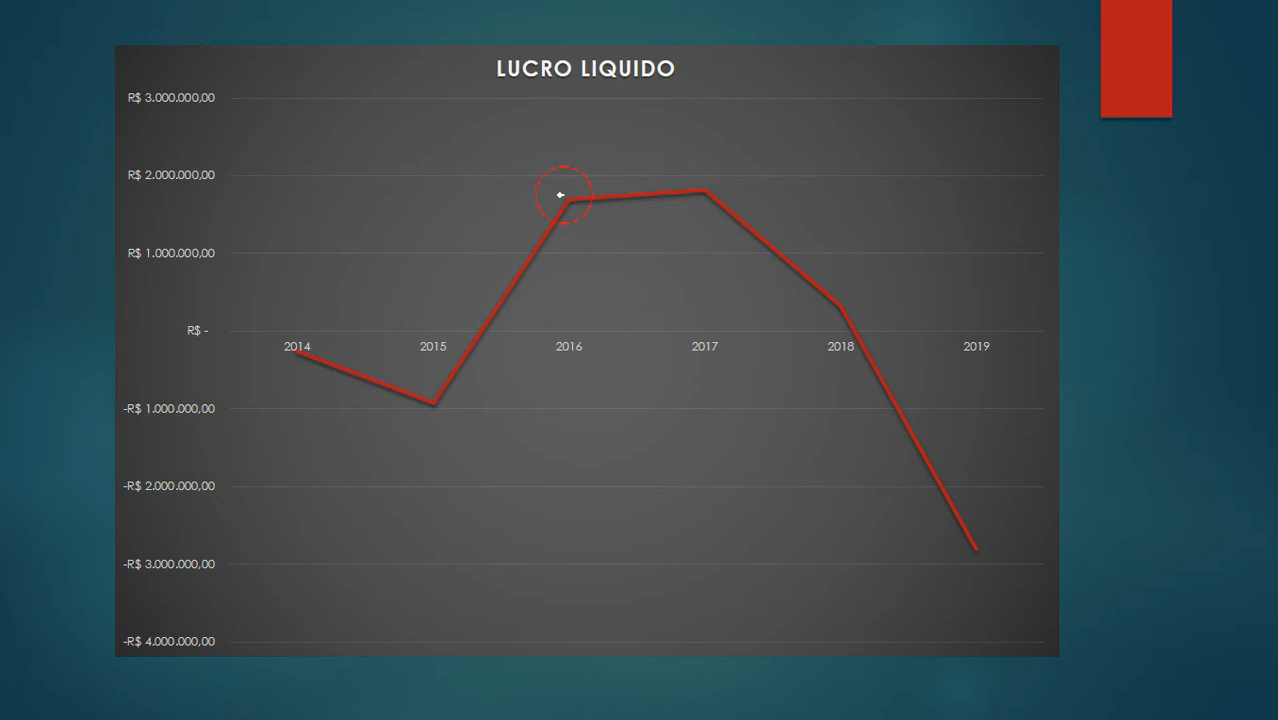 LUCRO LIQUIDO
R$ 3.000.000,00
R$ 2.000.000,00
R$ 1.000.000,00
R$ -
2014 2015 2016 2017 2018 2019
-R$ 1.000.000,00
-R$ 2.000.000,00
-R$ 3.000.000,00
-R$ 4.000.000,00